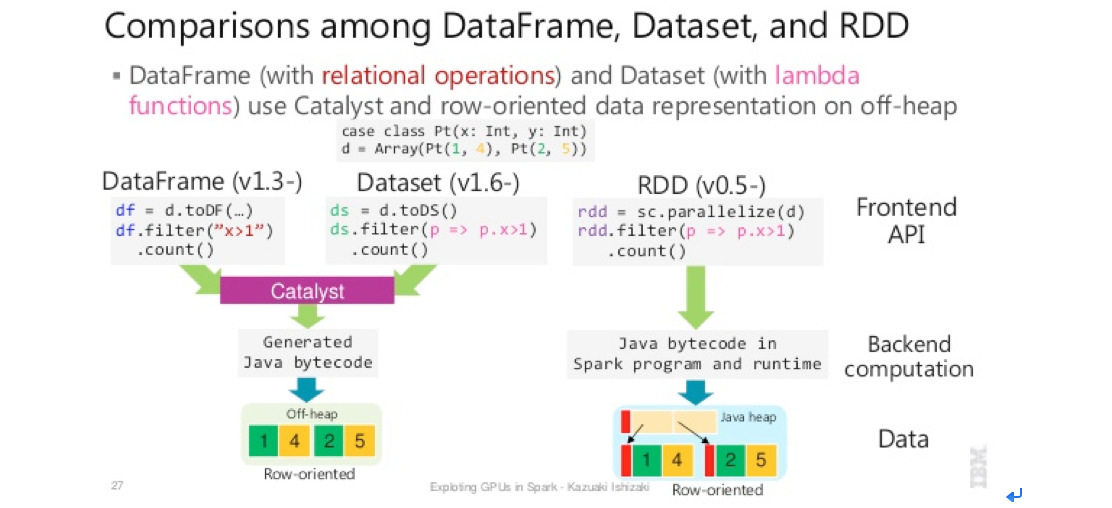 Comparisons among DataFrame, Dataset, and RDD
▪ DataFrame (with relational operations) and Dataset (with lambda
functions) use Catalyst and row-oriented data representation on off-heap
case class Pt(x: Int, y: Int)
d = Array(Pt(1, 4), Pt(2, 5))
DataFrame (v1.3-)
df = d.toDF(…)
df.filter(”x>1”)
.count()
Dataset (v1.6-)
ds = d.toDS()
ds.filter(p => p.x>1)
.count()
RDD (v0.5-)
rdd = sc.parallelize(d)
rdd.filter(p => p.x>1)
.count()
Frontend
API
Catalyst
Generated
Java bytecode
Java bytecode in
Spark program and runtime
Backend
computation
Off-heap
1 4 2 5
Row-oriented
Java heap
1 4 2 5
Row-oriented
Data
27
Exploting GPUs in Spark - Kazuaki Ishizaki
IBM